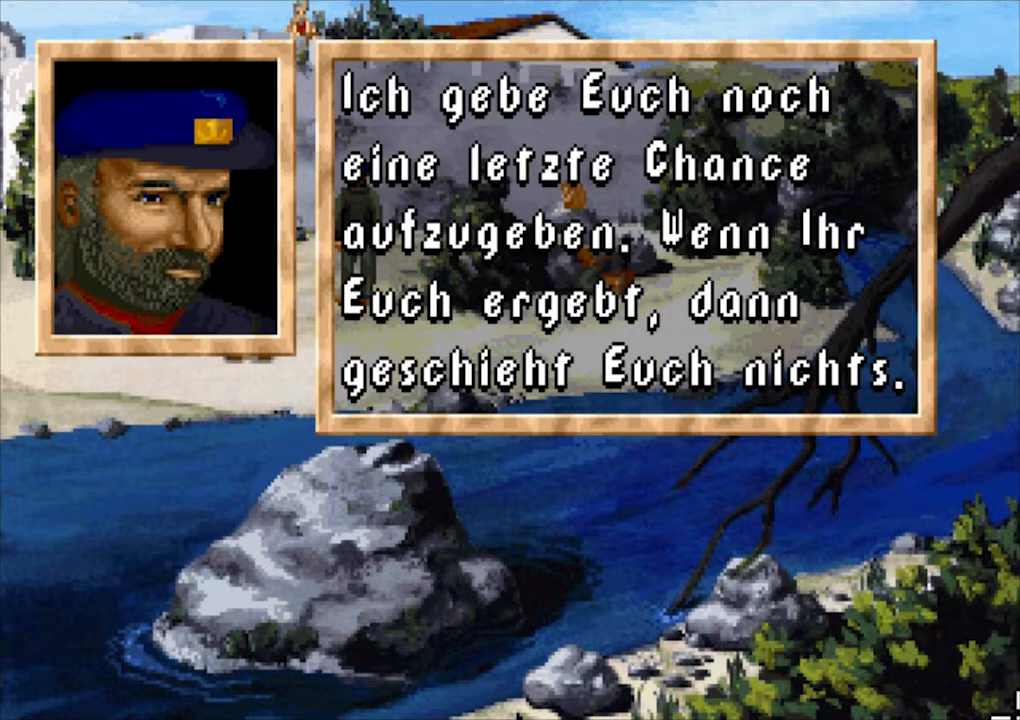 Ich gebe Euch noch
eine letzte Chance
aufzugeben. Wenn Ihr
Euch ergebt, dann
geschieht Euch nichts.